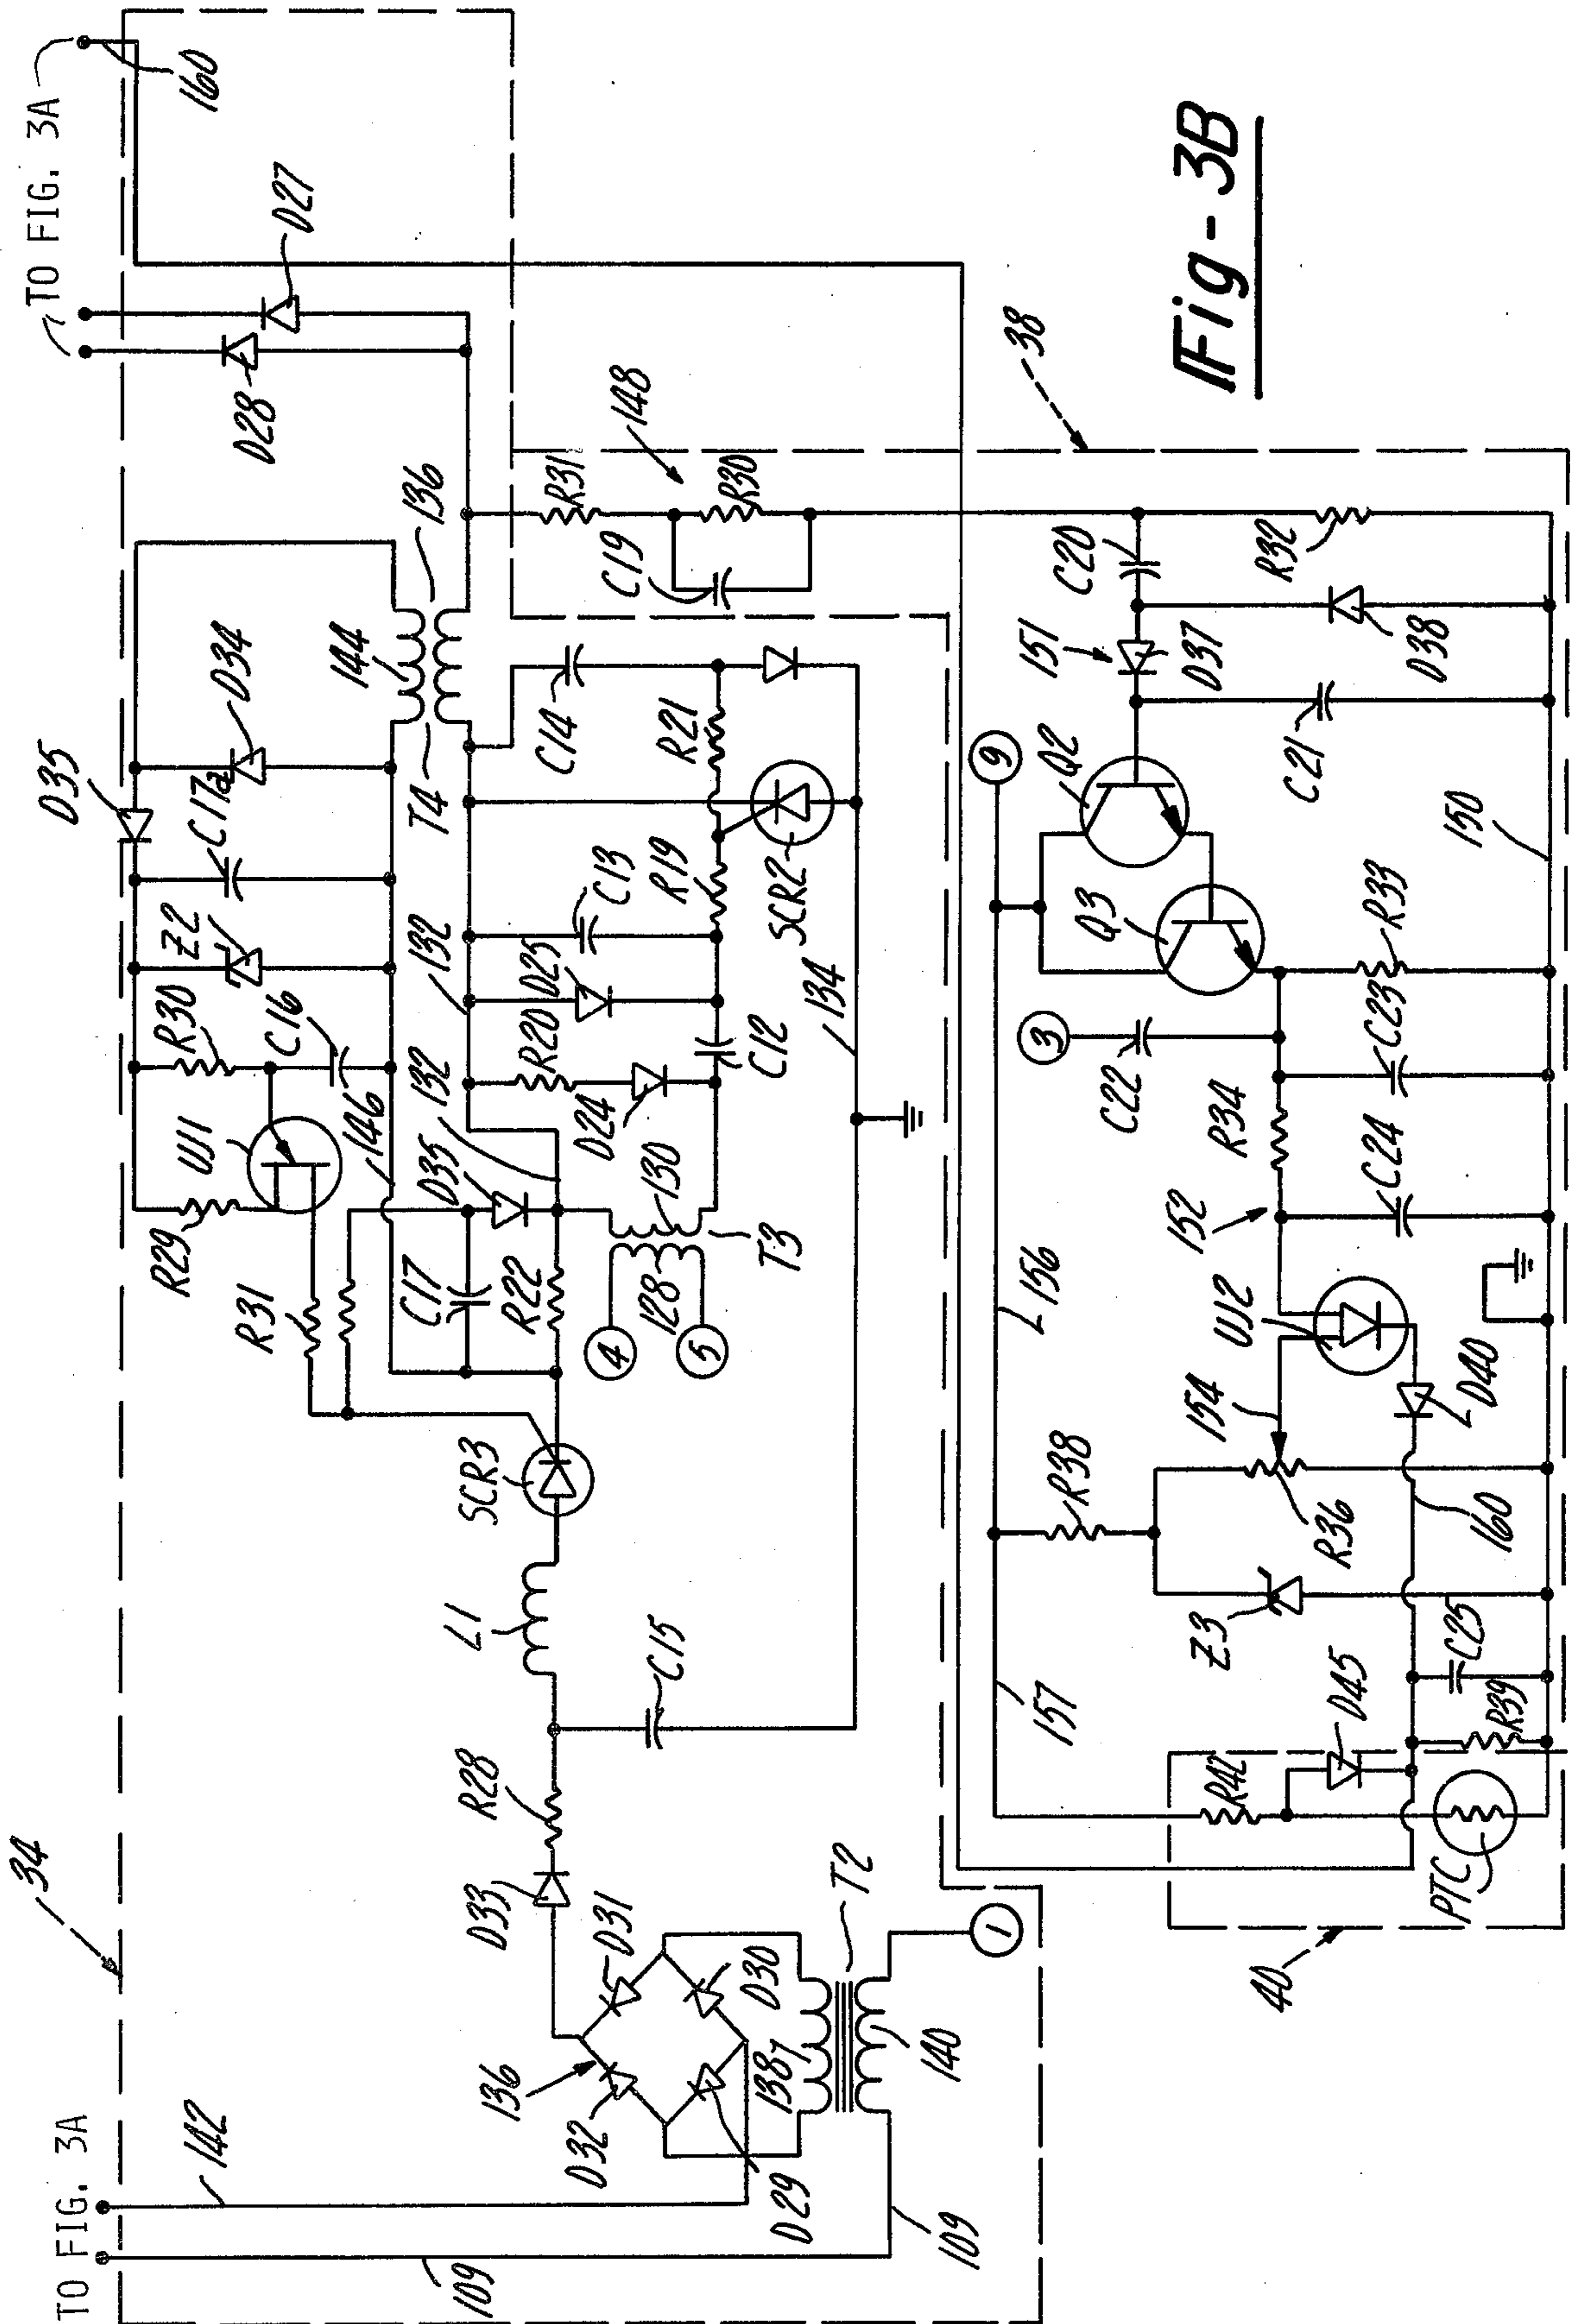 34
TO FIG. 3A
TO FIG. 3A
142
109
160
D35
D27
D28
R29
UJ1
R30
C16
Z2
C17a
D34
144
136
T4
R31
146
D35
132
132
C17
R22
SCR3
L1
R28
D33
136
D31
D32
D30
D29
138
T2
140
109
1
C15
4
5
128
130
T3
R20
D24
D25
C13
C12
R19
R21
C14
SCR2
134
148
R31
R30
C19
38
Fig-3B
9
3
Q2
Q3
151
D37
C20
D38
R32
C21
150
C22
R33
C23
R34
C24
152
156
UJ2
154
D40
R38
R36
160
Z3
157
C25
R39
D45
R42
PTC
40